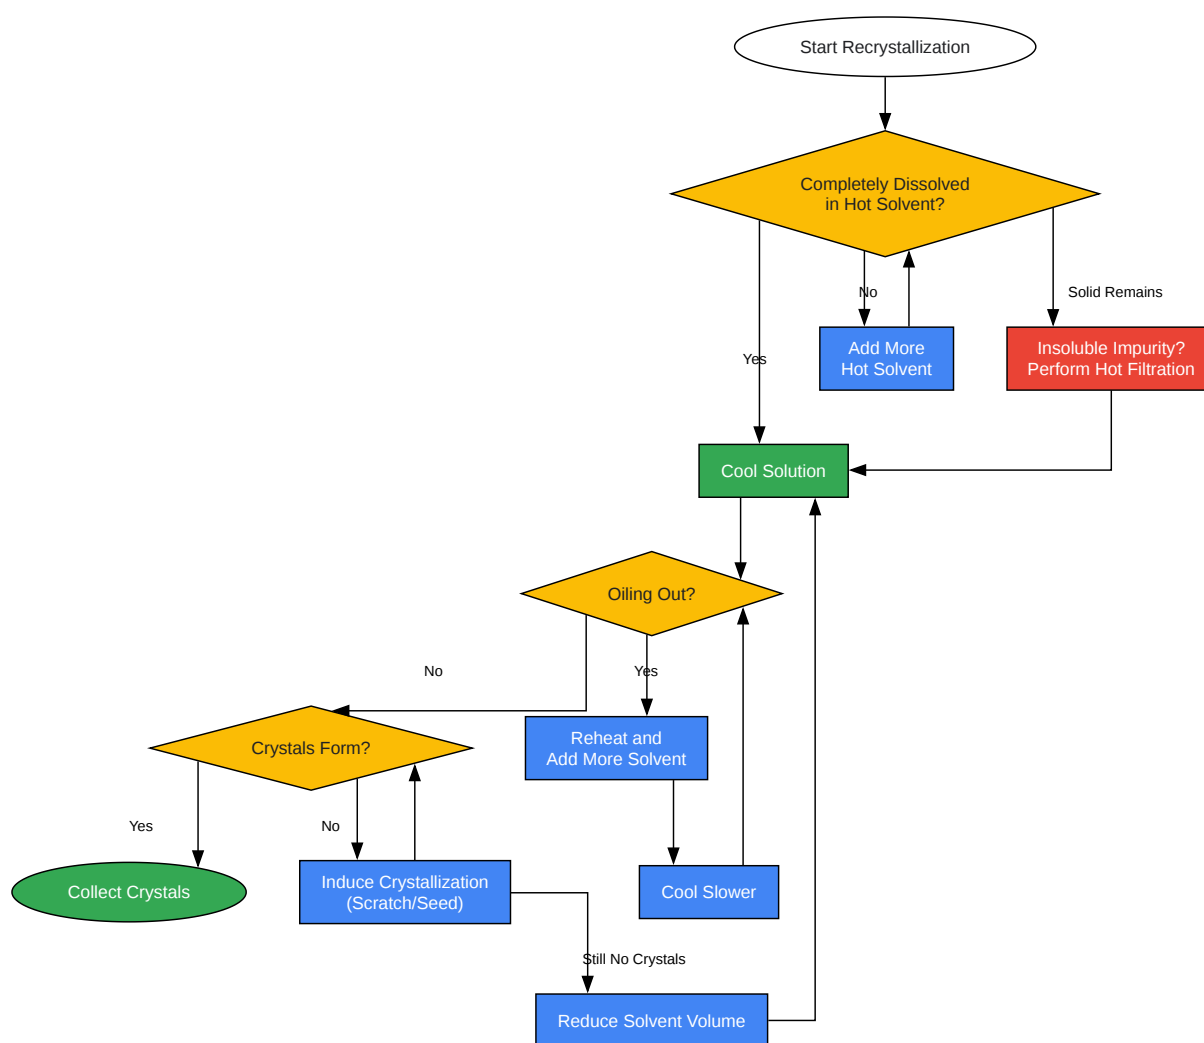 Start Recrystallization
Completely Dissolved
in Hot Solvent?
No
Solid Remains
Yes
Add More
Hot Solvent
Insoluble Impurity?
Perform Hot Filtration
Cool Solution
Oiling Out?
No
Yes
Crystals Form?
Reheat and
Add More Solvent
Yes
No
Collect Crystals
Induce Crystallization
(Scratch/Seed)
Cool Slower
Still No Crystals
Reduce Solvent Volume